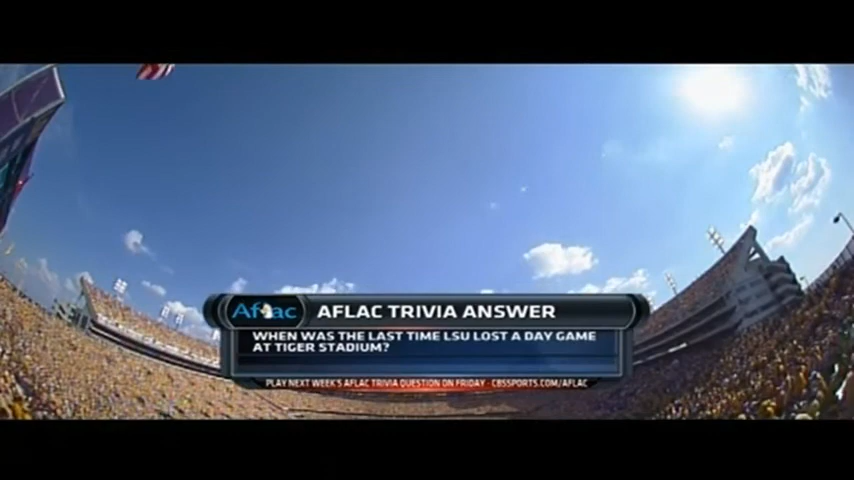 Aflac
AFLAC TRIVIA ANSWER
WHEN WAS THE LAST TIME LSU LOST A DAY GAME
AT TIGER STADIUM?
PLAY NEXT WEEK'S AFLAC TRIVIA QUESTION ON FRIDAY - CBSSPORTS.COM/AFLAC